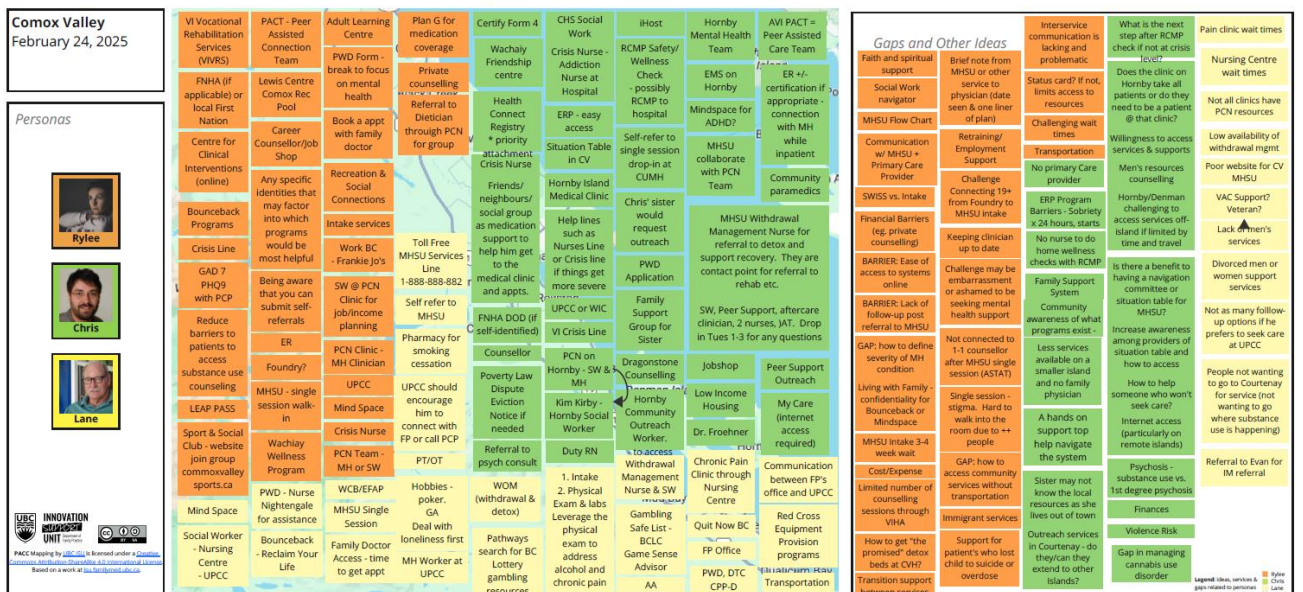 Comox Valley
February 24, 2025
Personas
Rylee
Chris
Lane
UBC
INNOVATION
SUPPORT
UNIT
PACC Mapping by UBC ISU is licensed under a Creative
Commons Attribution-ShareAlike 4.0 International License.
Based on a work at isu.familymed.ubc.ca.
VI Vocational
Rehabilitation
Services
(VIVRS)
FNHA (if
applicable) or local First
Nation
Centre for
Clinical
Interventions
(online)
Bounceback
Programs
Crisis Line
GAD 7
PHQ9
with PCP
Reduce
barriers to
patients to
access
substance use
counseling
LEAP PASS
Sport & Social
Club - website
join group
commoxvalley
sports.ca
Mind Space
Social Worker
- Nursing
Centre
- UPCC
PACT - Peer
Assisted
Connection
Team
Lewis Centre
Comox Rec
Pool
Career
Counsellor/Job
Shop
Any specific
identities that
may factor
into which
programs
would be
most helpful
Being aware
that you can
submit self-
referrals
ER
Foundry?
MHSU - single
session walk-
in
Wachiay
Wellness
Program
PWD - Nurse
Nightengale
for assistance
Bounceback
- Reclaim Your
Life
Adult Learning
Centre
PWD Form -
break to focus
on mental
health
Book a appt
with family
doctor
Recreation &
Social
Connections
Intake services
Work BC
- Frankie Jo's
SW @ PCN
Clinic for
job/income
planning
PCN Clinic -
MH Clinician
UPCC
Mind Space
Crisis Nurse
PCN Team -
MH or SW
WCB/EFAP
MHSU Single
Session
Family Doctor
Access - time
to get appt
Plan G for
medication
coverage
Private
counselling
Referral to
Dietician
through PCN
for group
Toll Free
MHSU Services
Line
1-888-888-882
Self refer to
MHSU
Pharmacy for
smoking
cessation
UPCC should
encourage
him to
connect with
FP or call PCP
PT/OT
Hobbies -
poker.
GA
Deal with
loneliness first
MH Worker at
UPCC
Certify Form 4
Wachaiy
Friendship
centre
Health
Connect
Registry
* priority
attachment
Crisis Nurse
Friends/
neighbours/
social group
as medication
support to
help him get
to the
medical clinic
and appts.
FNHA DOD (if
self-identified)
Counsellor
Poverty Law
Dispute
Eviction
Notice if
needed
Referral to
psych consult
WOM
(withdrawal &
detox)
Pathways
search for BC
Lottery
gambling
resources
CHS Social
Work
Crisis Nurse -
Addiction
Nurse at
Hospital
ERP - easy
access
Situation Table
in CV
Hornby Island
Medical Clinic
Help lines
such as
Nurses Line
or Crisis line
if things get
more severe
UPCC or WIC
VI Crisis Line
PCN on
Hornby - SW &
MH
Kim Kirby -
Hornby Social
Worker
Duty RN
1. Intake
2. Physical
Exam & labs
Leverage the
physical
exam to
address
alcohol and
chronic pain
iHost
RCMP Safety/
Wellness
Check
- possibly
RCMP to
hospital
Self-refer to
single session
drop-in at
CUMH
Chris' sister
would
request
outreach
PWD
Application
Family
Support
Group for
Sister
Dragonstone
Counselling
Hornby
Community
Outreach
Worker.
to access
Withdrawal
Management
Nurse & SW
Gambling
Safe List -
BCLC
Game Sense
Advisor
AA
Hornby
Mental Health
Team
EMS on
Hornby
Mindspace for
ADHD?
MHSU
collaborate
with PCN
Team
MHSU Withdrawal
Management Nurse for
referral to detox and
support recovery. They are
contact point for referral to
rehab etc.
SW, Peer Support, aftercare
clinician, 2 nurses, )AT. Drop
in Tues 1-3 for any questions
Jobshop
Low Income
Housing
Dr. Froehner
Chronic Pain
Clinic through
Nursing
Centre
Quit Now BC
FP Office
PWD, DTC
CPP-D
AVI PACT =
Peer Assisted
Care Team
ER +/-
certification if
appropriate -
connection
with MH
while
inpatient
Community
paramedics
Peer Support
Outreach
My Care
(internet
access
required)
Communication
between FP's
office and UPCC
Red Cross
Equipment
Provision
programs
Transportation
Gaps and Other Ideas
Faith and spiritual
support
Social Work
navigator
MHSU Flow Chart
Communication
w/ MHSU +
Primary Care
Provider
SWISS vs. Intake
Financial Barriers
(eg. private
counselling)
BARRIER: Ease of
access to systems
online
BARRIER: Lack of
follow-up post
referral to MHSU
GAP: how to define
severity of MH
condition
Living with Family -
confidentiality for
Bounceback or
Mindspace
MHSU Intake 3-4
week wait
Cost/Expense
Limited number of
counselling
sessions through
VIHA
How to get "the
promised" detox
beds at CVH?
Transition support
between services
Brief note from
MHSU or other
service to
physician (date
seen & one liner
of plan)
Retraining/
Employment
Support
Challenge
Connecting 19+
from Foundry to
MHSU intake
Keeping clinician
up to date
Challenge may be
embarrassment
or ashamed to be
seeking mental
health support
Not connected to
1-1 counsellor
after MHSU single
session (ASTAT)
Single session -
stigma. Hard to
walk into the
room due to ++
people
GAP: how to
access community
services without
transportation
Immigrant services
Support for
patient's who lost
child to suicide or
overdose
Interservice
communication is
lacking and
problematic
Status card? If not,
limits access to
resources
Challenging wait
times
Transportation
No primary Care
provider
ERP Program
Barriers - Sobriety
x 24 hours, starts
No nurse to do
home wellness
checks with RCMP
Family Support
System
Community
awareness of what
programs exist -
Less services
available on a
smaller island
and no family
physician
A hands on
support top
help navigate
the system
Sister may not
know the local
resources as she
lives out of town
Outreach services
in Courtenay - do
they/can they
extend to other
Islands?
What is the next
step after RCMP
check if not at crisis
level?
Does the clinic on
Hornby take all
patients or do they
need to be a patient
@ that clinic?
Willingness to access
services & supports
Men's resources
counselling
Hornby/Denman
challenging to
access services off-
island if limited by
time and travel
Is there a benefit to
having a navigation
committee or
situation table for
MHSU?
Increase awareness
among providers of
situation table and
how to access
How to help
someone who won't
seek care?
Internet access
(particularly on
remote islands)
Psychosis -
substance use vs.
1st degree psychosis
Finances
Violence Risk
Gap in managing
cannabis use
disorder
Pain clinic wait times
Nursing Centre
wait times
Not all clinics have
PCN resources
Low availability of
withdrawal mgmt
Poor website for CV
MHSU
VAC Support?
Veteran?
Lack of men's
services
Divorced men or
women support
services
Not as many folllow-
up options if he
prefers to seek care
at UPCC
People not wanting
to go to Courtenay
for service (not
wanting to go
where substance
use is happening)
Referral to Evan for
IM referral
Legend: Ideas, services &
gaps related to personas
Rylee
Chris
Lane